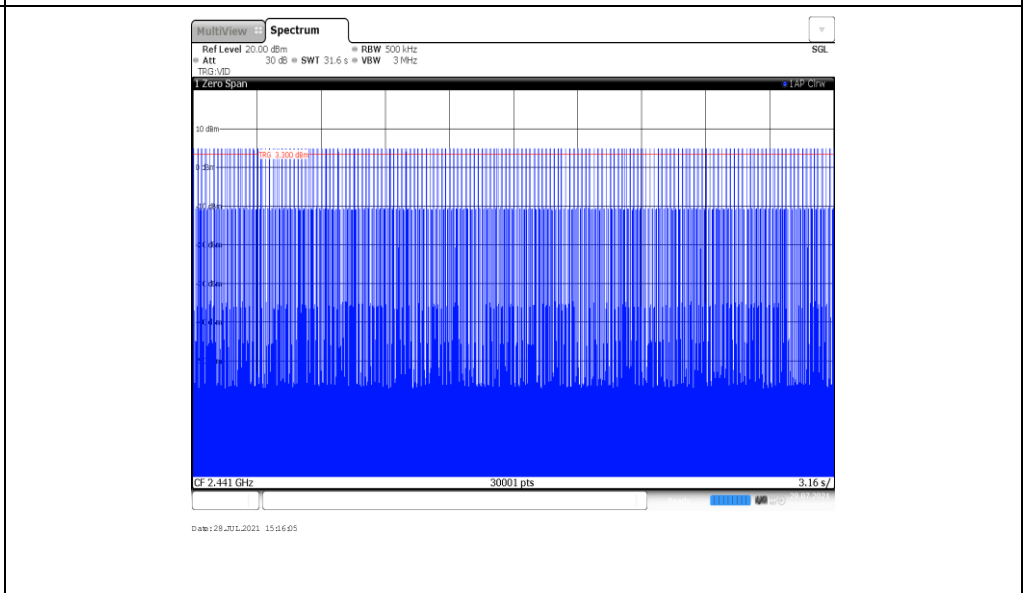 MultiView Spectrum
Ref Level 20.00 dBm RBW 500 kHz SGL
Att 30 dB SWT 31.6 s VBW 3 MHz
TRG:VID
1 Zero Span 1AP Clrw
10 dBm
TRG 3.300 dBm
0 dBm
CF 2.441 GHz 30001 pts 3.16 s/
Date: 28.JUL.2021 15:16:05